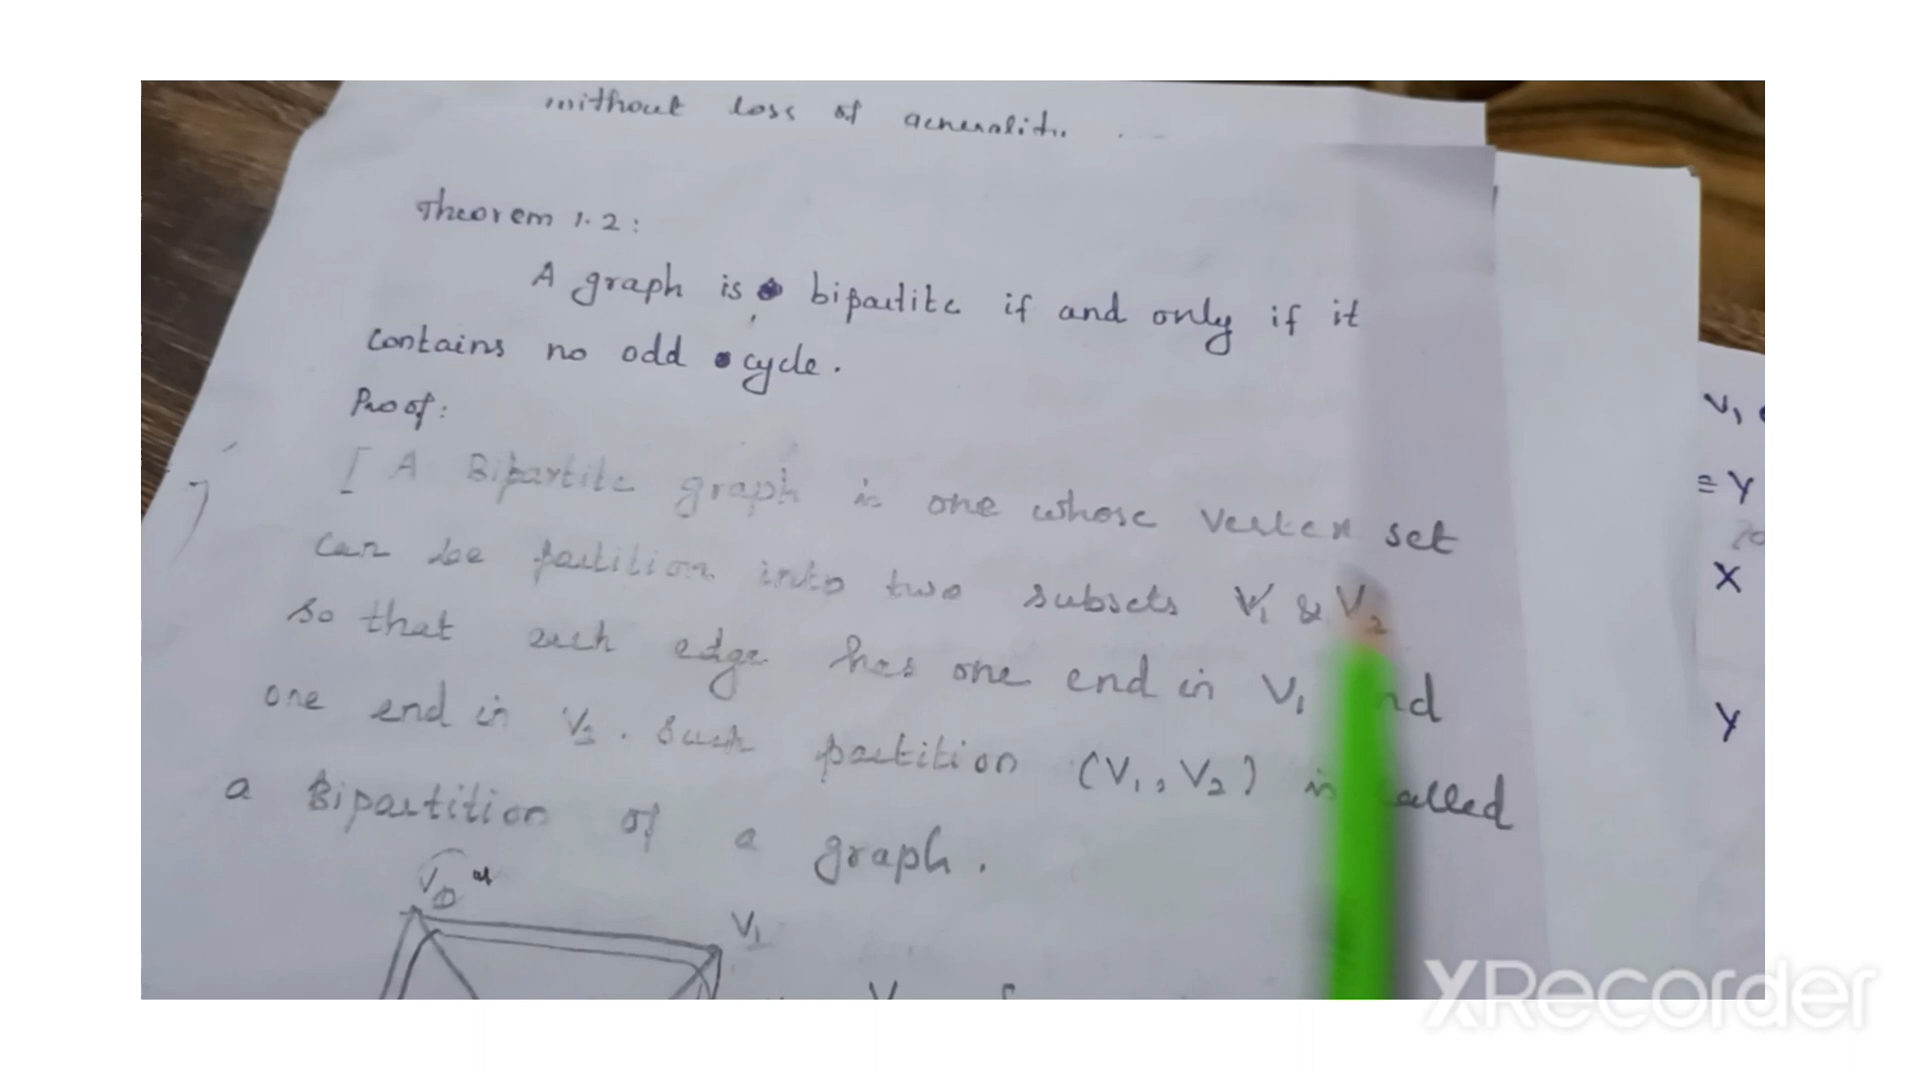 without loss of generality.
Theorem 1.2:
A graph is bipartite if and only if it
contains no odd cycle.
Proof:
[ A Bipartite graph is one whose vertex set
can be partition into two subsets V1 & V2
so that each edge has one end in V1 and
one end in V2. Such partition (V1, V2) is called
a Bipartition of a graph.
V1
V1
= Y
X
Y
XRecorder